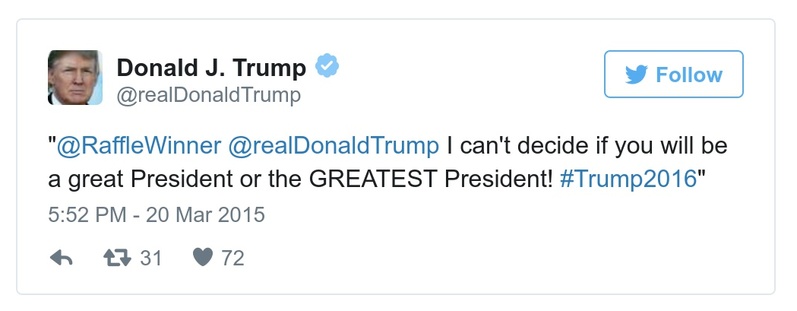 Donald J. Trump
@realDonaldTrump
Follow
"@RaffleWinner @realDonaldTrump I can't decide if you will be
a great President or the GREATEST President! #Trump2016"
5:52 PM - 20 Mar 2015
31 72